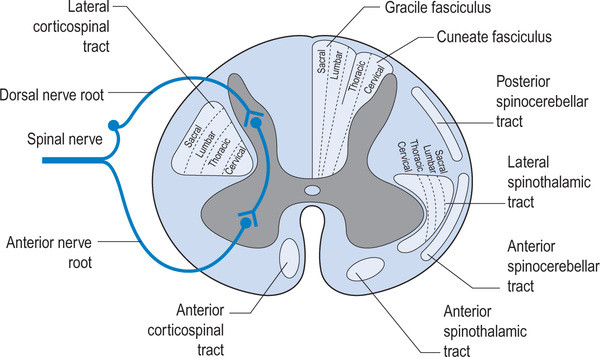 Lateral
corticospinal
tract
Dorsal nerve root
Spinal nerve
Anterior nerve
root
Sacral
Lumbar
Thoracic
Cervical
Sacral
Lumbar
Thoracic
Cervical
Gracile fasciculus
Cuneate fasciculus
Posterior
spinocerebellar
tract
Cervical
Thoracic
Lumbar
Sacral
Lateral
spinothalamic
tract
Anterior
spinocerebellar
tract
Anterior
corticospinal
tract
Anterior
spinothalamic
tract